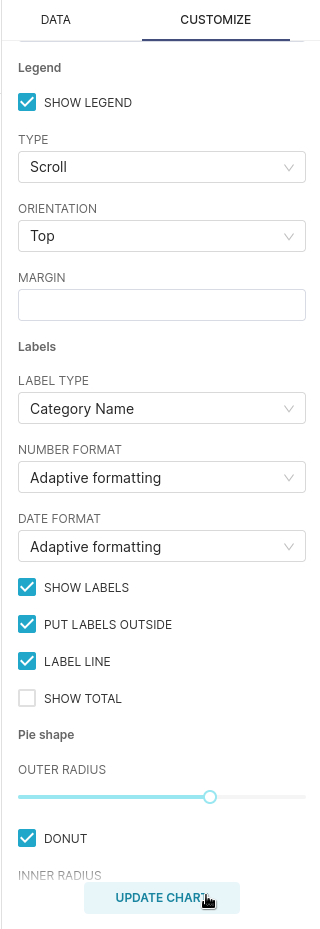 DATA CUSTOMIZE
Legend
SHOW LEGEND
TYPE
Scroll
ORIENTATION
Top
MARGIN
Labels
LABEL TYPE
Category Name
NUMBER FORMAT
Adaptive formatting
DATE FORMAT
Adaptive formatting
SHOW LABELS
PUT LABELS OUTSIDE
LABEL LINE
SHOW TOTAL
Pie shape
OUTER RADIUS
DONUT
INNER RADIUS
UPDATE CHART